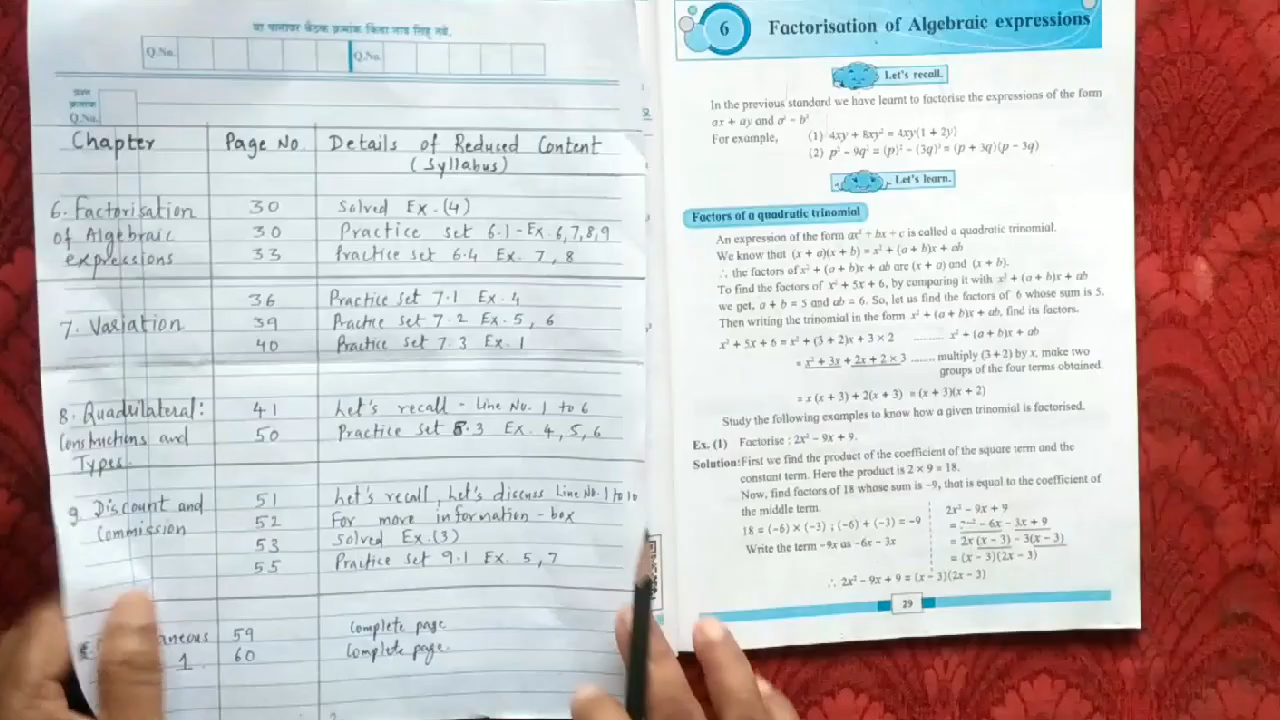 या पानावर बैठक क्रमांक किंवा नाव लिहू नये.
Q.No.
Q.No.
प्रश्न
क्रमांक
Q.No.
Chapter Page No. Details of Reduced Content
(Syllabus)
6. Factorisation 30 Solved Ex.(4)
of Algebraic 30 Practice set 6.1 - Ex. 6,7,8,9
expressions 33 Practice set 6.4 Ex. 7, 8
36 Practice set 7.1 Ex. 4
7. Variation 39 Practice set 7.2 Ex. 5, 6
40 Practice set 7.3 Ex. 1
8. Quadrilateral: 41 Let's recall - Line No. 1 to 6
Constructions and 50 Practice set 8.3 Ex. 4, 5, 6
Types.
9 Discount and 51 Let's recall, Let's discuss Line No. 1 to 10
Commission 52 For more information - box
53 Solved Ex.(3)
55 Practice set 9.1 Ex. 5, 7
59 Complete page
1 60 Complete page.
6 Factorisation of Algebraic expressions
Let's recall.
In the previous standard we have learnt to factorise the expressions of the form
ax + ay and a² - b²
For example, (1) 4xy + 8xy² = 4xy(1 + 2y)
(2) p² - 9q² = (p)² - (3q)² = (p + 3q)(p - 3q)
Let's learn.
Factors of a quadratic trinomial
An expression of the form ax² + bx + c is called a quadratic trinomial.
We know that (x + a)(x + b) = x² + (a + b)x + ab
∴ the factors of x² + (a + b)x + ab are (x + a) and (x + b).
To find the factors of x² + 5x + 6, by comparing it with x² + (a + b)x + ab
we get, a + b = 5 and ab = 6. So, let us find the factors of 6 whose sum is 5.
Then writing the trinomial in the form x² + (a + b)x + ab, find its factors.
x² + 5x + 6 = x² + (3 + 2)x + 3 × 2 .......... x² + (a + b)x + ab
= x² + 3x + 2x + 2 × 3 ....... multiply (3 + 2) by x, make two
groups of the four terms obtained.
= x (x + 3) + 2(x + 3) = (x + 3)(x + 2)
Study the following examples to know how a given trinomial is factorised.
Ex. (1) Factorise : 2x² - 9x + 9.
Solution: First we find the product of the coefficient of the square term and the
constant term. Here the product is 2 × 9 = 18.
Now, find factors of 18 whose sum is -9, that is equal to the coefficient of
the middle term.
18 = (-6) × (-3) ; (-6) + (-3) = -9
Write the term -9x as -6x - 3x
2x² - 9x + 9
- 6x - 3x + 9
= 2x (x - 3) - 3(x - 3)
= (x - 3)(2x - 3)
∴ 2x² - 9x + 9 = (x - 3)(2x - 3)
29